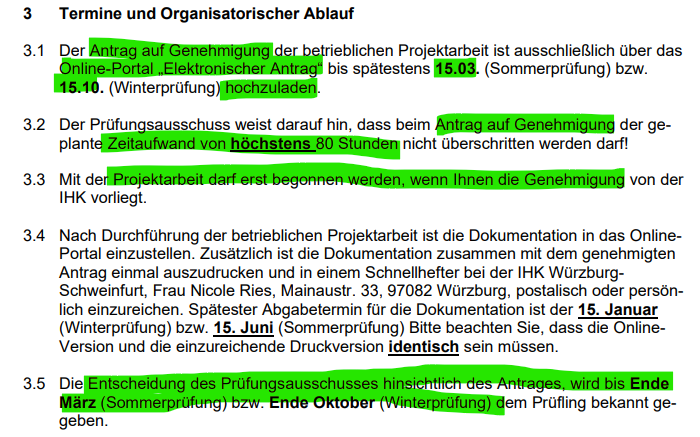 3 Termine und Organisatorischer Ablauf
3.1 Der Antrag auf Genehmigung der betrieblichen Projektarbeit ist ausschließlich über das
Online-Portal „Elektronischer Antrag“ bis spätestens 15.03. (Sommerprüfung) bzw.
15.10. (Winterprüfung) hochzuladen.
3.2 Der Prüfungsausschuss weist darauf hin, dass beim Antrag auf Genehmigung der ge-
plante Zeitaufwand von höchstens 80 Stunden nicht überschritten werden darf!
3.3 Mit der Projektarbeit darf erst begonnen werden, wenn Ihnen die Genehmigung von der
IHK vorliegt.
3.4 Nach Durchführung der betrieblichen Projektarbeit ist die Dokumentation in das Online-
Portal einzustellen. Zusätzlich ist die Dokumentation zusammen mit dem genehmigten
Antrag einmal auszudrucken und in einem Schnellhefter bei der IHK Würzburg-
Schweinfurt, Frau Nicole Ries, Mainaustr. 33, 97082 Würzburg, postalisch oder persön-
lich einzureichen. Spätester Abgabetermin für die Dokumentation ist der 15. Januar
(Winterprüfung) bzw. 15. Juni (Sommerprüfung) Bitte beachten Sie, dass die Online-
Version und die einzureichende Druckversion identisch sein müssen.
3.5 Die Entscheidung des Prüfungsausschusses hinsichtlich des Antrages, wird bis Ende
März (Sommerprüfung) bzw. Ende Oktober (Winterprüfung) dem Prüfling bekannt ge-
geben.